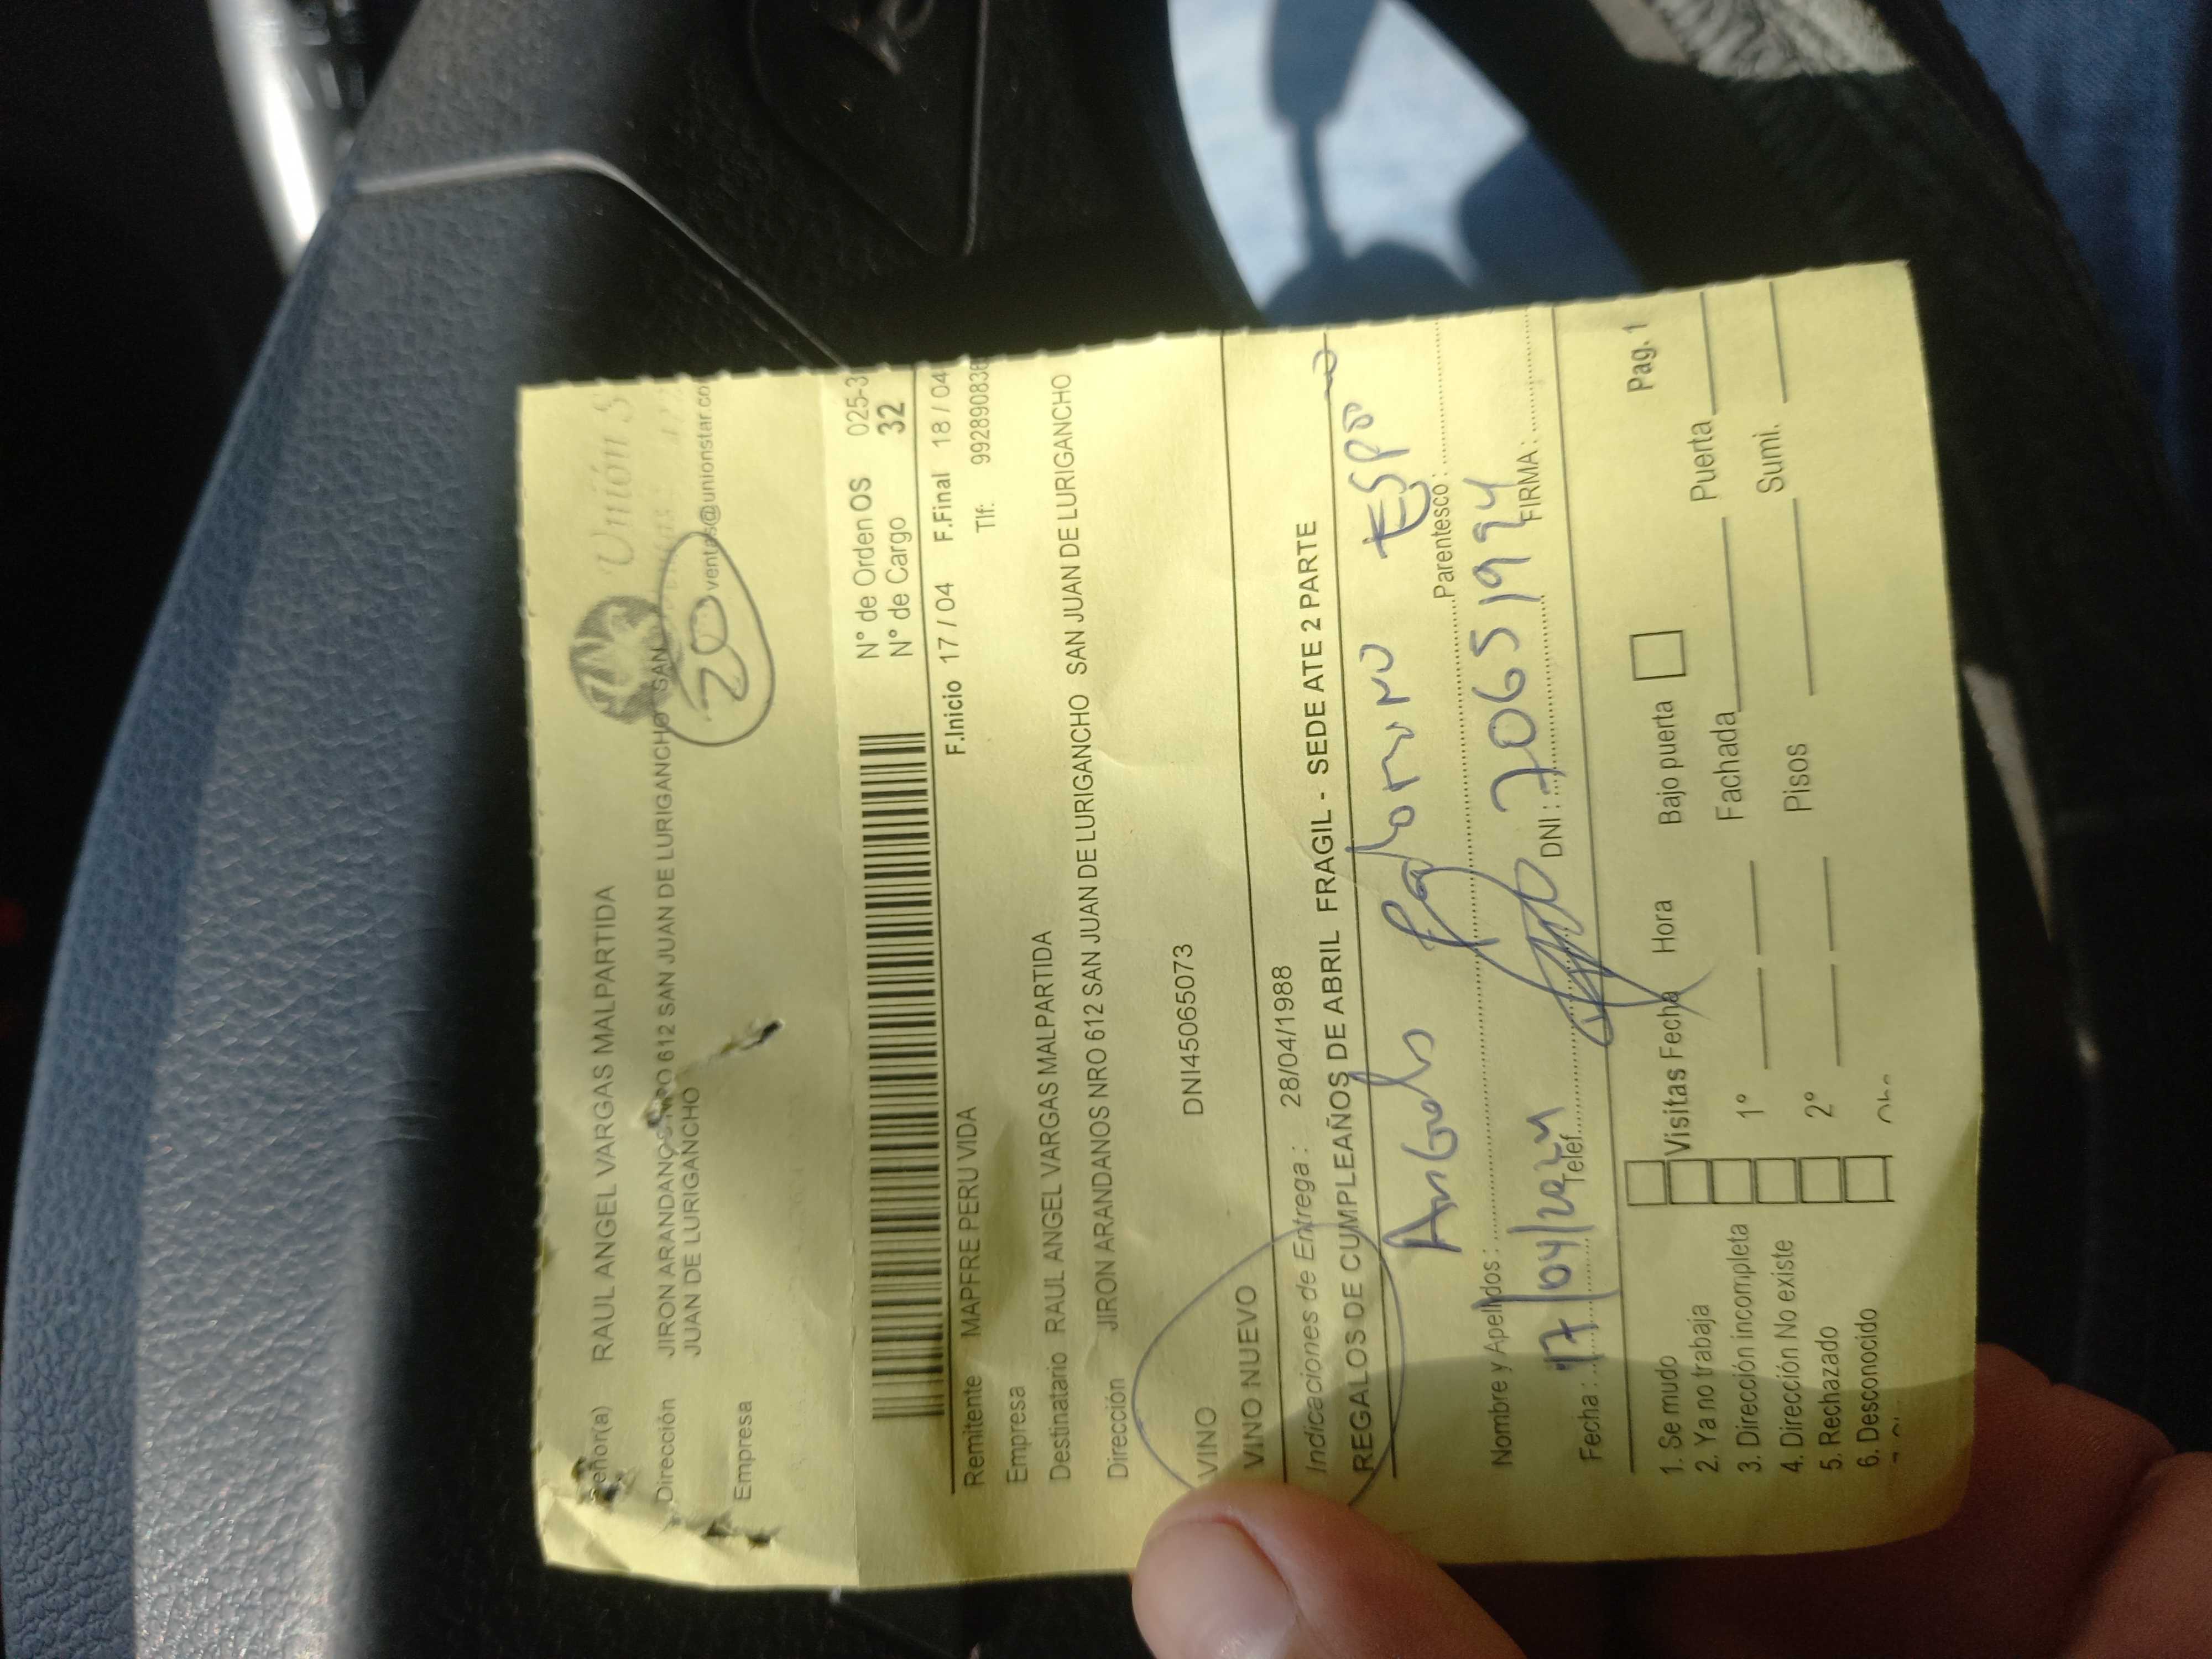 Unión S
Señor(a) RAUL ANGEL VARGAS MALPARTIDA
Dirección JIRON ARANDANOS NRO 612 SAN JUAN DE LURIGANCHO SAN
JUAN DE LURIGANCHO
20
ventas@unionstar.co
Empresa
N° de Orden OS 025-3
N° de Cargo 32
F.Inicio 17 / 04 F.Final 18 / 04
Remitente MAPFRE PERU VIDA Tlf: 992890836
Empresa
Destinatario RAUL ANGEL VARGAS MALPARTIDA
Dirección JIRON ARANDANOS NRO 612 SAN JUAN DE LURIGANCHO SAN JUAN DE LURIGANCHO
DNI45065073
VINO
VINO NUEVO
Indicaciones de Entrega : 28/04/1988
REGALOS DE CUMPLEAÑOS DE ABRIL FRAGIL - SEDE ATE 2 PARTE
Palomino
Nombre y Apellidos : Parentesco :
17/04/2024 70651994
Fecha : Telef. DNI : FIRMA :
1. Se mudo Visitas Fecha Hora Bajo puerta Pag. 1
2. Ya no trabaja
3. Dirección incompleta 1° Fachada Puerta
4. Dirección No existe
5. Rechazado 2° Pisos Sumi.
6. Desconocido